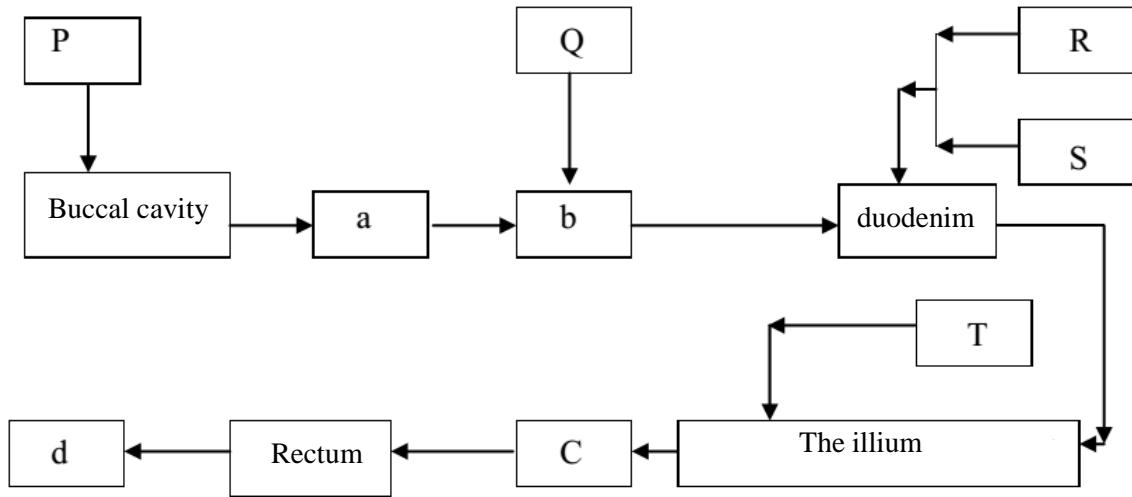 P
Q
R
S
Buccal cavity
a
b
duodenim
T
d
Rectum
C
The illium